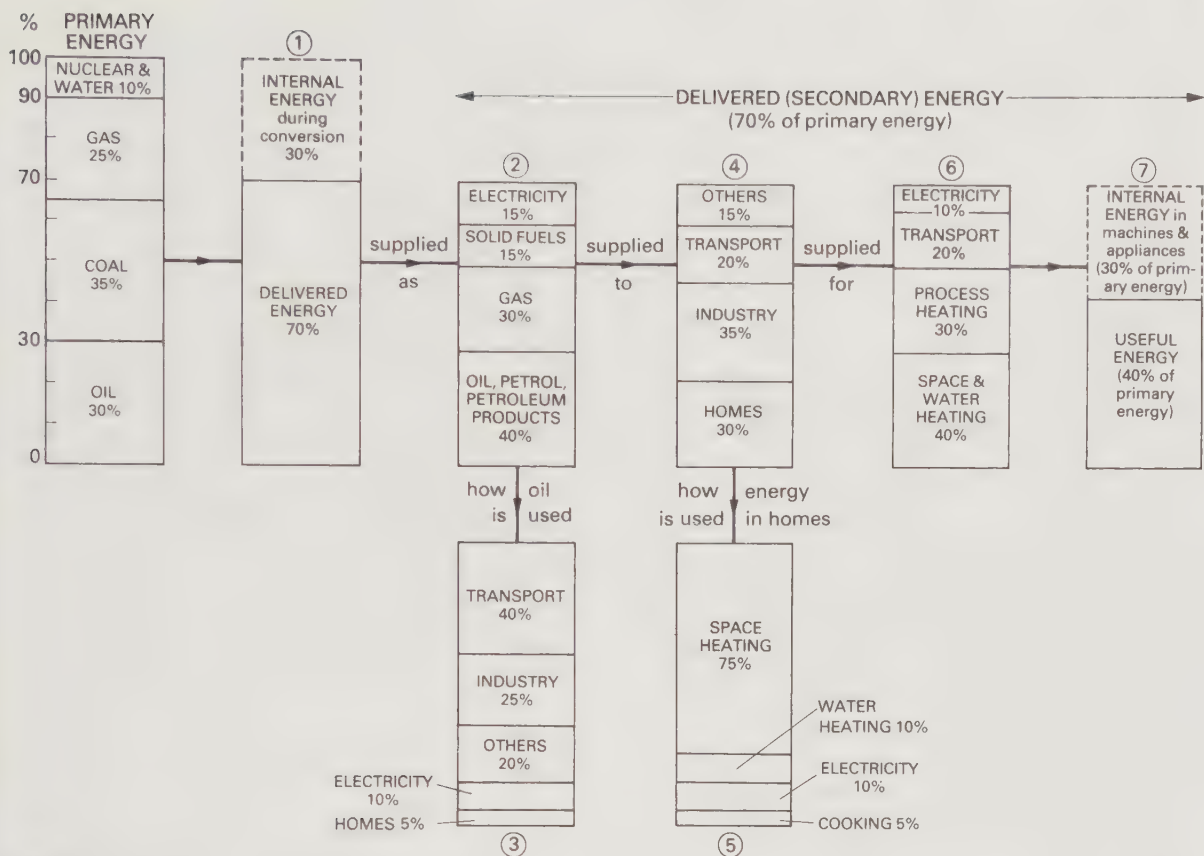 %
PRIMARY
ENERGY
100
90
70
30
0
NUCLEAR &
WATER 10%
GAS
25%
COAL
35%
OIL
30%
①
INTERNAL
ENERGY
during
conversion
30%
DELIVERED
ENERGY
70%
supplied
as
DELIVERED (SECONDARY) ENERGY
(70% of primary energy)
②
ELECTRICITY
15%
SOLID FUELS
15%
GAS
30%
OIL, PETROL,
PETROLEUM
PRODUCTS
40%
supplied
to
④
OTHERS
15%
TRANSPORT
20%
INDUSTRY
35%
HOMES
30%
supplied
for
⑥
ELECTRICITY
10%
TRANSPORT
20%
PROCESS
HEATING
30%
SPACE &
WATER
HEATING
40%
⑦
INTERNAL
ENERGY in
machines &
appliances
(30% of prim-
ary energy)
USEFUL
ENERGY
(40% of
primary
energy)
how oil
is used
TRANSPORT
40%
INDUSTRY
25%
OTHERS
20%
ELECTRICITY
10%
HOMES 5%
③
how energy
is used in homes
SPACE
HEATING
75%
WATER
HEATING 10%
ELECTRICITY
10%
COOKING 5%
⑤